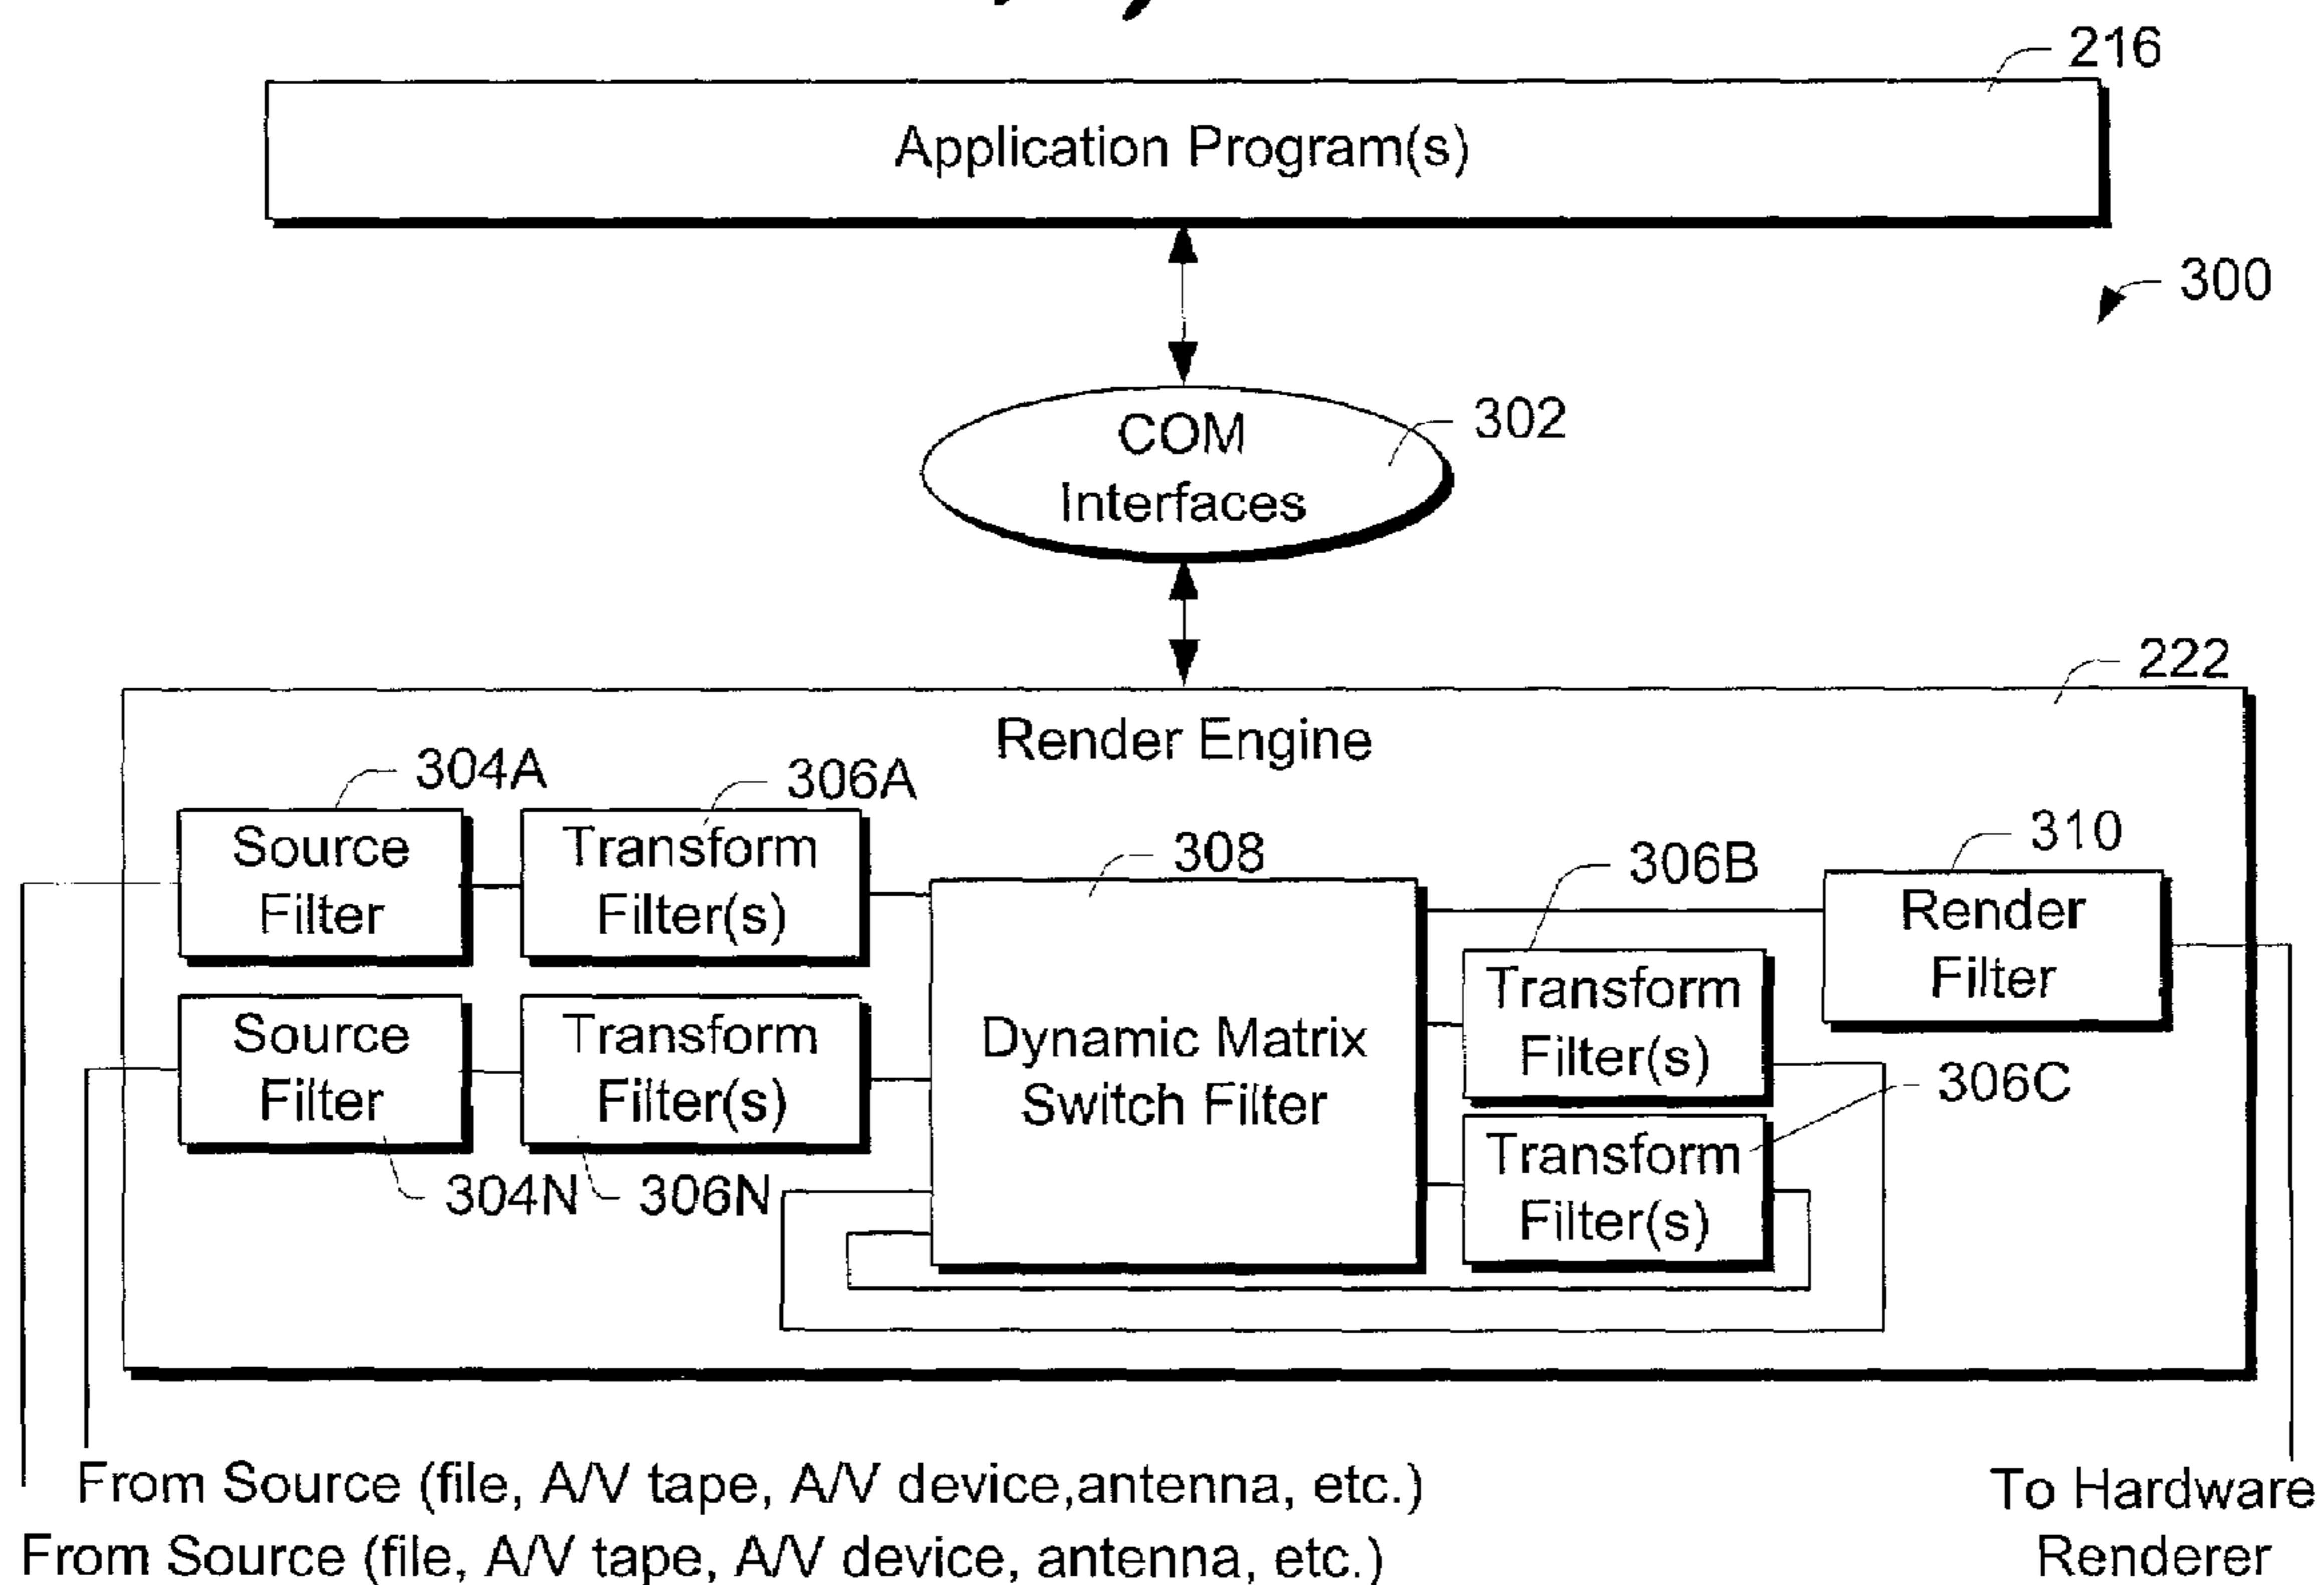 216
Application Program(s)
300
COM
Interfaces
302
222
Render Engine
304A
306A
Source
Filter
Transform
Filter(s)
308
306B
310
Render
Filter
Source
Filter
Transform
Filter(s)
Dynamic Matrix
Switch Filter
Transform
Filter(s)
306C
Transform
Filter(s)
304N
306N
From Source (file, A/V tape, A/V device,antenna, etc.)
From Source (file, A/V tape, A/V device, antenna, etc.)
To Hardware
Renderer